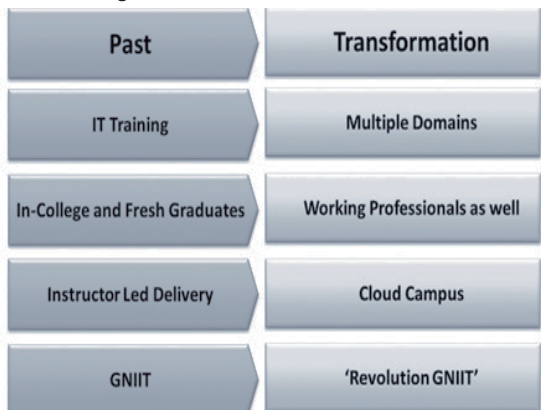 Past
Transformation
IT Training
Multiple Domains
In-College and Fresh Graduates
Working Professionals as well
Instructor Led Delivery
Cloud Campus
GNIIT
‘Revolution GNIIT’